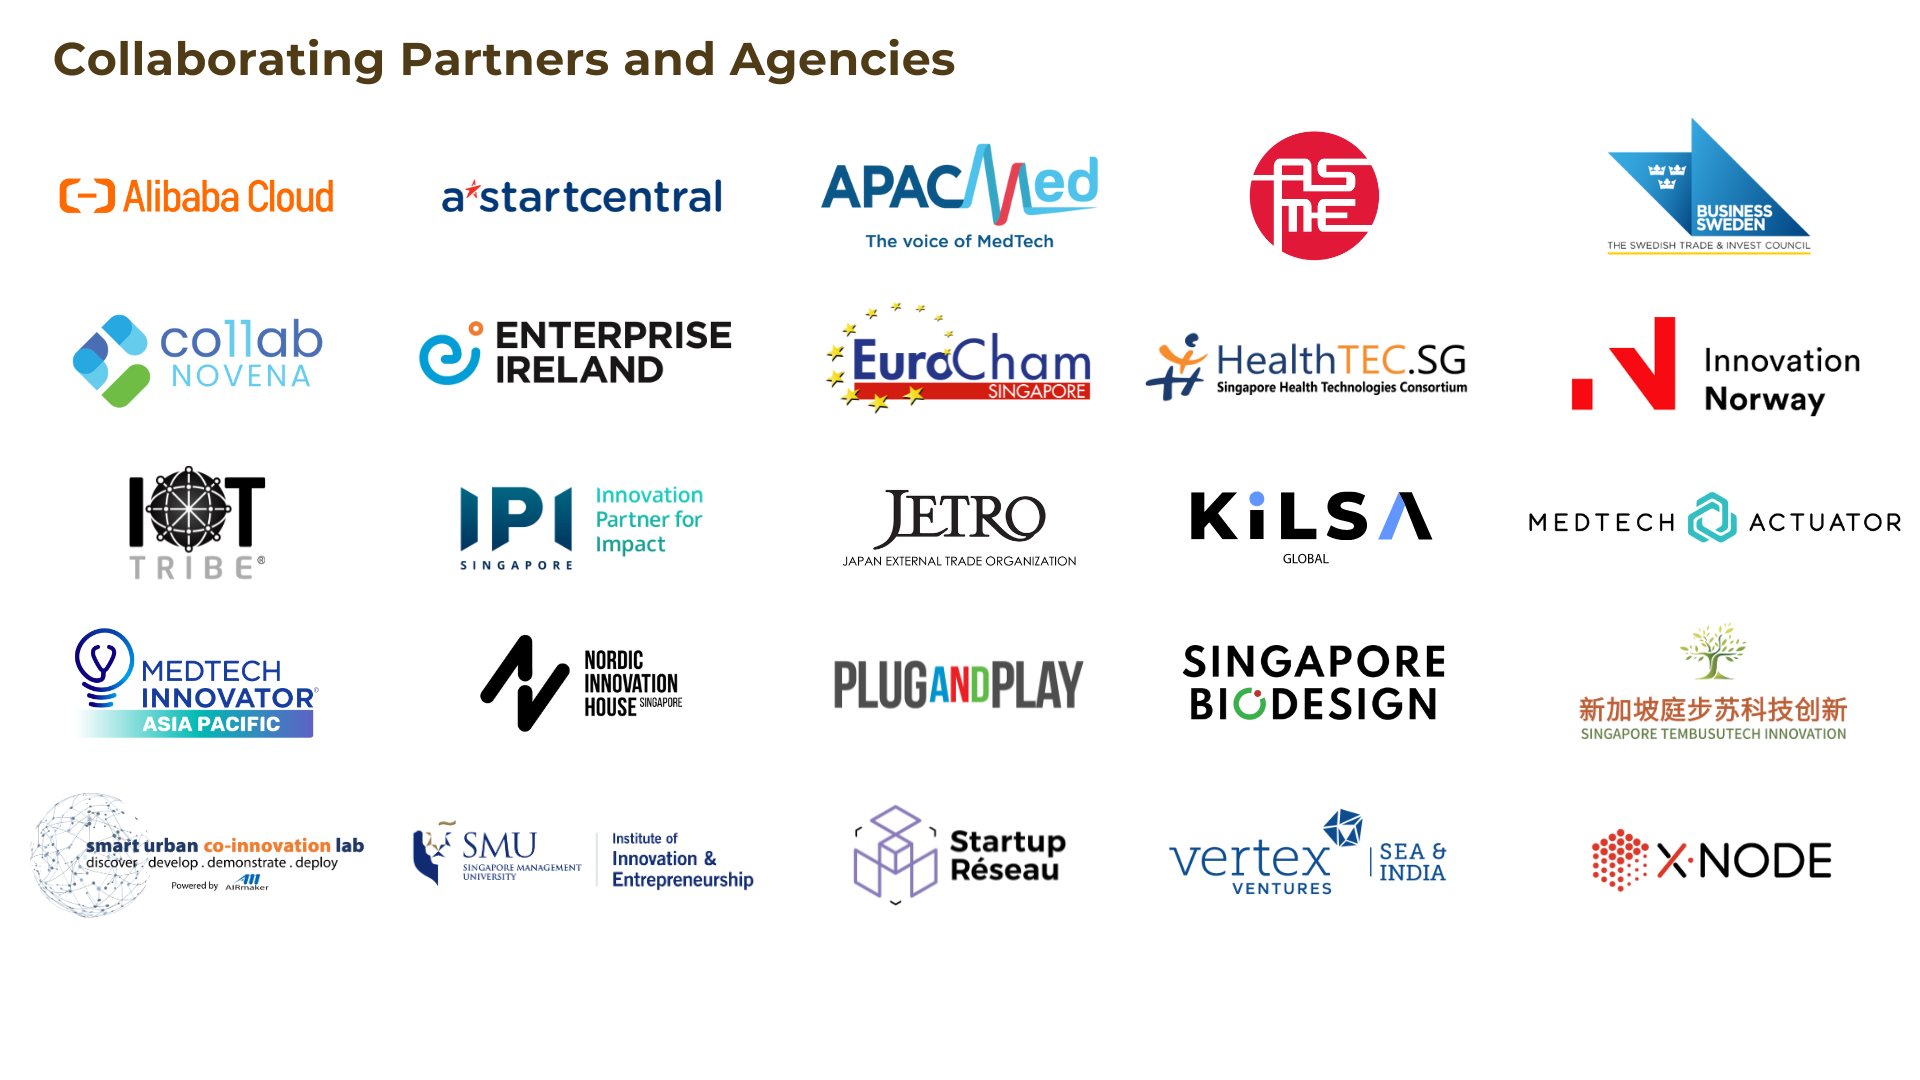 Collaborating Partners and Agencies
Alibaba Cloud
a*startcentral
APACMed
The voice of MedTech
ASME
BUSINESS
SWEDEN
THE SWEDISH TRADE & INVEST COUNCIL
co11ab
NOVENA
ENTERPRISE
IRELAND
EuroCham
SINGAPORE
HealthTEC.SG
Singapore Health Technologies Consortium
Innovation
Norway
IOT
TRIBE®
IPI
SINGAPORE
Innovation
Partner for
Impact
JETRO
JAPAN EXTERNAL TRADE ORGANIZATION
KiLSA
GLOBAL
MEDTECH ACTUATOR
MEDTECH
INNOVATOR®
ASIA PACIFIC
NORDIC
INNOVATION
HOUSE SINGAPORE
PLUGANDPLAY
SINGAPORE
BIODESIGN
新加坡庭步苏科技创新
SINGAPORE TEMBUSUTECH INNOVATION
smart urban co-innovation lab
discover . develop . demonstrate . deploy
Powered by AIRmaker
SMU
SINGAPORE MANAGEMENT
UNIVERSITY
Institute of
Innovation &
Entrepreneurship
Startup
Réseau
vertex
VENTURES
SEA &
INDIA
X·NODE